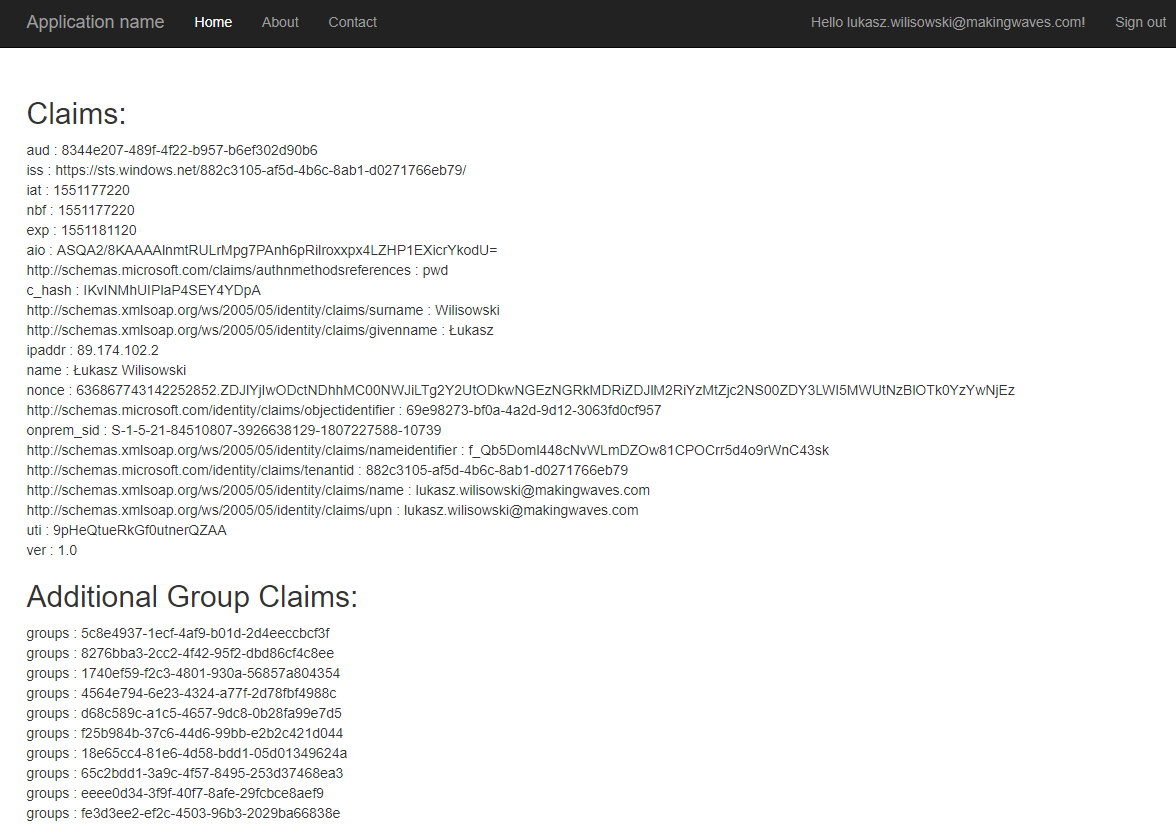 Application name Home About Contact Hello lukasz.wilisowski@makingwaves.com! Sign out
Claims:
aud : 8344e207-489f-4f22-b957-b6ef302d90b6
iss : https://sts.windows.net/882c3105-af5d-4b6c-8ab1-d0271766eb79/
iat : 1551177220
nbf : 1551177220
exp : 1551181120
aio : ASQA2/8KAAAAlnmtRULrMpg7PAnh6pRiIroxxpx4LZHP1EXicrYkodU=
http://schemas.microsoft.com/claims/authnmethodsreferences : pwd
c_hash : IKvINMhUIPlaP4SEY4YDpA
http://schemas.xmlsoap.org/ws/2005/05/identity/claims/surname : Wilisowski
http://schemas.xmlsoap.org/ws/2005/05/identity/claims/givenname : Łukasz
ipaddr : 89.174.102.2
name : Łukasz Wilisowski
nonce : 636867743142252852.ZDJlYjIwODctNDhhMC00NWJiLTg2Y2UtODkwNGEzNGRkMDRiZDJlM2RiYzMtZjc2NS00ZDY3LWI5MWUtNzBlOTk0YzYwNjEz
http://schemas.microsoft.com/identity/claims/objectidentifier : 69e98273-bf0a-4a2d-9d12-3063fd0cf957
onprem_sid : S-1-5-21-84510807-3926638129-1807227588-10739
http://schemas.xmlsoap.org/ws/2005/05/identity/claims/nameidentifier : f_Qb5Doml448cNvWLmDZOw81CPOCrr5d4o9rWnC43sk
http://schemas.microsoft.com/identity/claims/tenantid : 882c3105-af5d-4b6c-8ab1-d0271766eb79
http://schemas.xmlsoap.org/ws/2005/05/identity/claims/name : lukasz.wilisowski@makingwaves.com
http://schemas.xmlsoap.org/ws/2005/05/identity/claims/upn : lukasz.wilisowski@makingwaves.com
uti : 9pHeQtueRkGf0utnerQZAA
ver : 1.0
Additional Group Claims:
groups : 5c8e4937-1ecf-4af9-b01d-2d4eeccbcf3f
groups : 8276bba3-2cc2-4f42-95f2-dbd86cf4c8ee
groups : 1740ef59-f2c3-4801-930a-56857a804354
groups : 4564e794-6e23-4324-a77f-2d78fbf4988c
groups : d68c589c-a1c5-4657-9dc8-0b28fa99e7d5
groups : f25b984b-37c6-44d6-99bb-e2b2c421d044
groups : 18e65cc4-81e6-4d58-bdd1-05d01349624a
groups : 65c2bdd1-3a9c-4f57-8495-253d37468ea3
groups : eeee0d34-3f9f-40f7-8afe-29fcbce8aef9
groups : fe3d3ee2-ef2c-4503-96b3-2029ba66838e